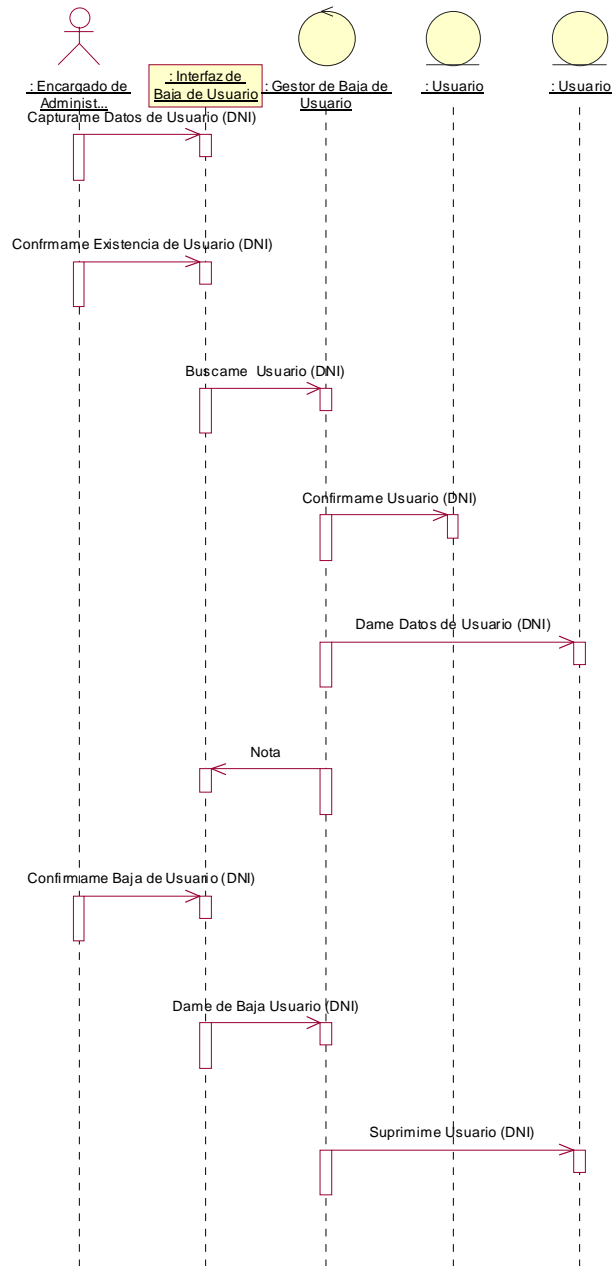 : Encargado de
Administ...
: Interfaz de
Baja de Usuario
: Gestor de Baja de
Usuario
: Usuario
: Usuario
Capturame Datos de Usuario (DNI)
Confrmame Existencia de Usuario (DNI)
Buscame Usuario (DNI)
Confirmame Usuario (DNI)
Dame Datos de Usuario (DNI)
Nota
Confirmiame Baja de Usuario (DNI)
Dame de Baja Usuario (DNI)
Suprimime Usuario (DNI)